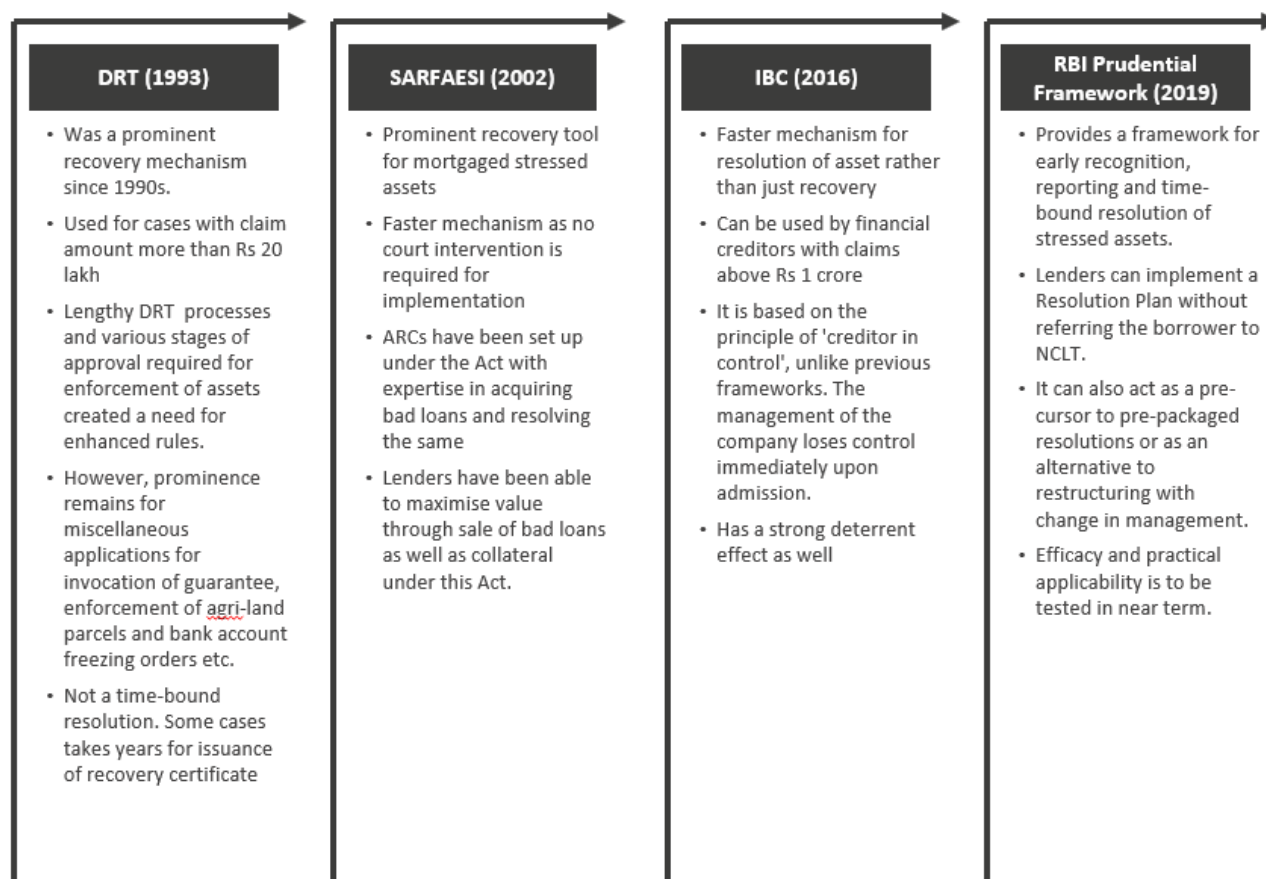 DRT (1993)
• Was a prominent
recovery mechanism
since 1990s.
• Used for cases with claim
amount more than Rs 20
lakh
• Lengthy DRT processes
and various stages of
approval required for
enforcement of assets
created a need for
enhanced rules.
• However, prominence
remains for
miscellaneous
applications for
invocation of guarantee,
enforcement of agri-land
parcels and bank account
freezing orders etc.
• Not a time-bound
resolution. Some cases
takes years for issuance
of recovery certificate
SARFAESI (2002)
• Prominent recovery tool
for mortgaged stressed
assets
• Faster mechanism as no
court intervention is
required for
implementation
• ARCs have been set up
under the Act with
expertise in acquiring
bad loans and resolving
the same
• Lenders have been able
to maximise value
through sale of bad loans
as well as collateral
under this Act.
IBC (2016)
• Faster mechanism for
resolution of asset rather
than just recovery
• Can be used by financial
creditors with claims
above Rs 1 crore
• It is based on the
principle of 'creditor in
control', unlike previous
frameworks. The
management of the
company loses control
immediately upon
admission.
• Has a strong deterrent
effect as well
RBI Prudential
Framework (2019)
• Provides a framework for
early recognition,
reporting and time-
bound resolution of
stressed assets.
• Lenders can implement a
Resolution Plan without
referring the borrower to
NCLT.
• It can also act as a pre-
cursor to pre-packaged
resolutions or as an
alternative to
restructuring with
change in management.
• Efficacy and practical
applicability is to be
tested in near term.